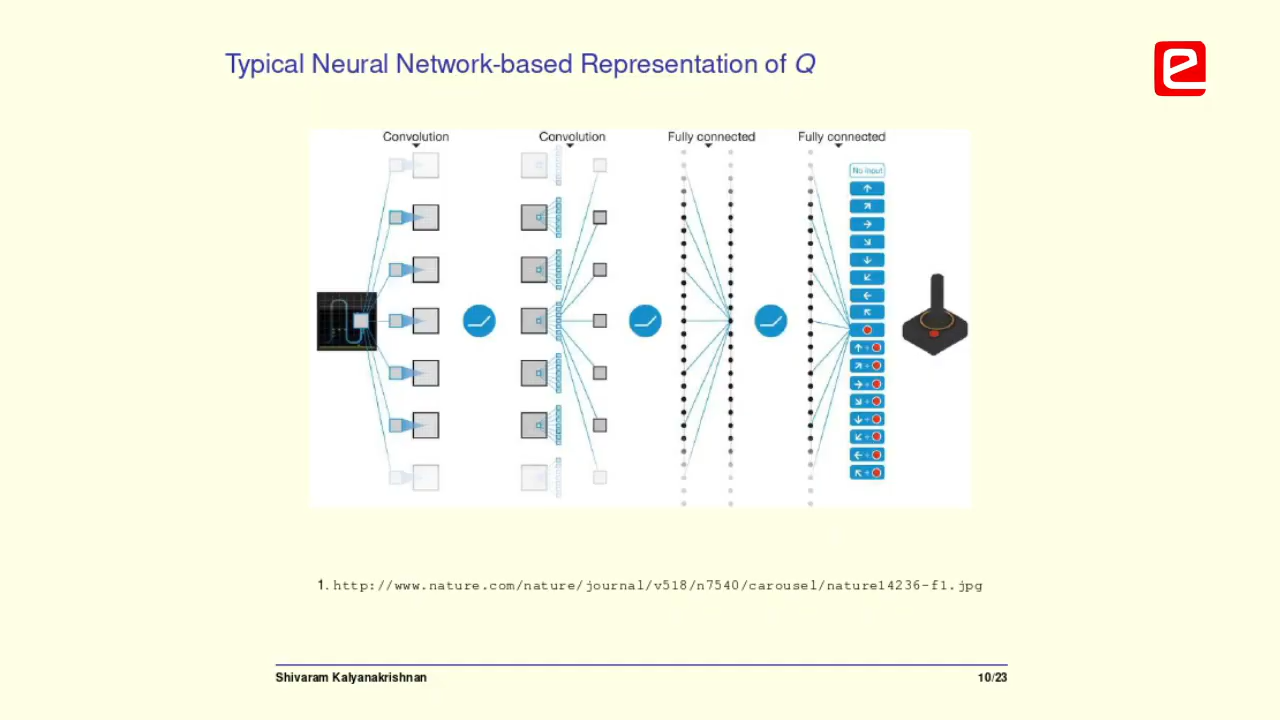 Typical Neural Network-based Representation of Q
Convolution Convolution Fully connected Fully connected
No input
1. http://www.nature.com/nature/journal/v518/n7540/carousel/nature14236-f1.jpg
Shivaram Kalyanakrishnan 10/23